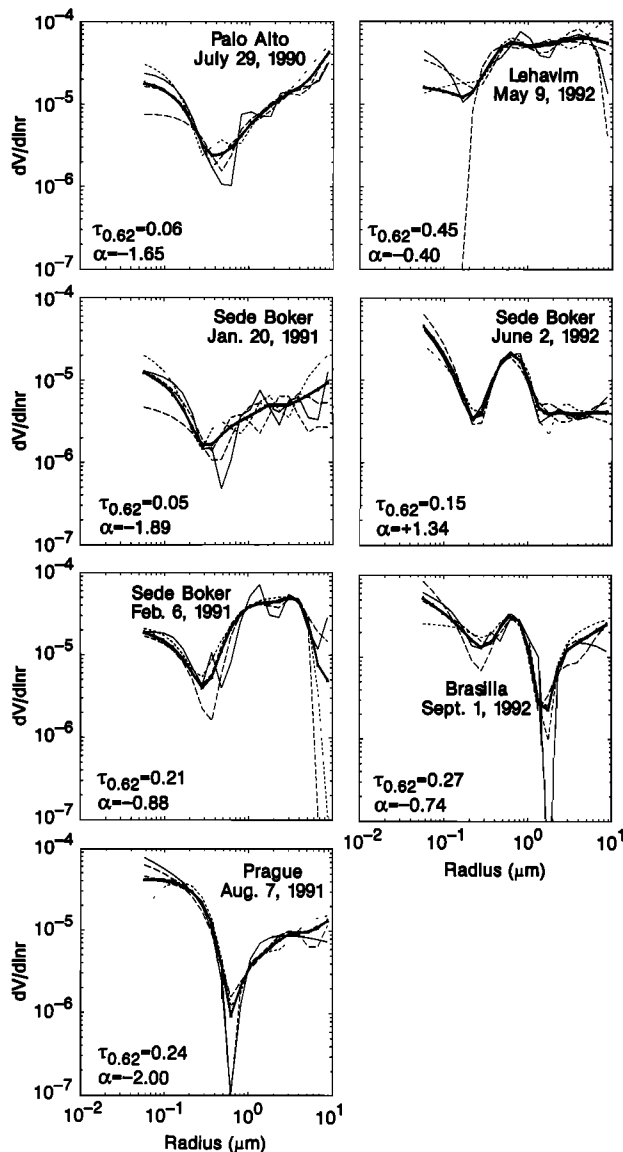 10⁻⁴
10⁻⁵
10⁻⁶
10⁻⁷
dV/dlnr
Palo Alto
July 29, 1990
τ0.62=0.06
α=−1.65
Lehavim
May 9, 1992
τ0.62=0.45
α=−0.40
10⁻⁴
10⁻⁵
10⁻⁶
10⁻⁷
dV/dlnr
Sede Boker
Jan. 20, 1991
τ0.62=0.05
α=−1.89
Sede Boker
June 2, 1992
τ0.62=0.15
α=+1.34
10⁻⁴
10⁻⁵
10⁻⁶
10⁻⁷
dV/dlnr
Sede Boker
Feb. 6, 1991
τ0.62=0.21
α=−0.88
Brasilia
Sept. 1, 1992
τ0.62=0.27
α=−0.74
10⁻² 10⁻¹ 10⁰ 10¹
Radius (μm)
10⁻⁴
10⁻⁵
10⁻⁶
10⁻⁷
dV/dlnr
Prague
Aug. 7, 1991
τ0.62=0.24
α=−2.00
10⁻² 10⁻¹ 10⁰ 10¹
Radius (μm)